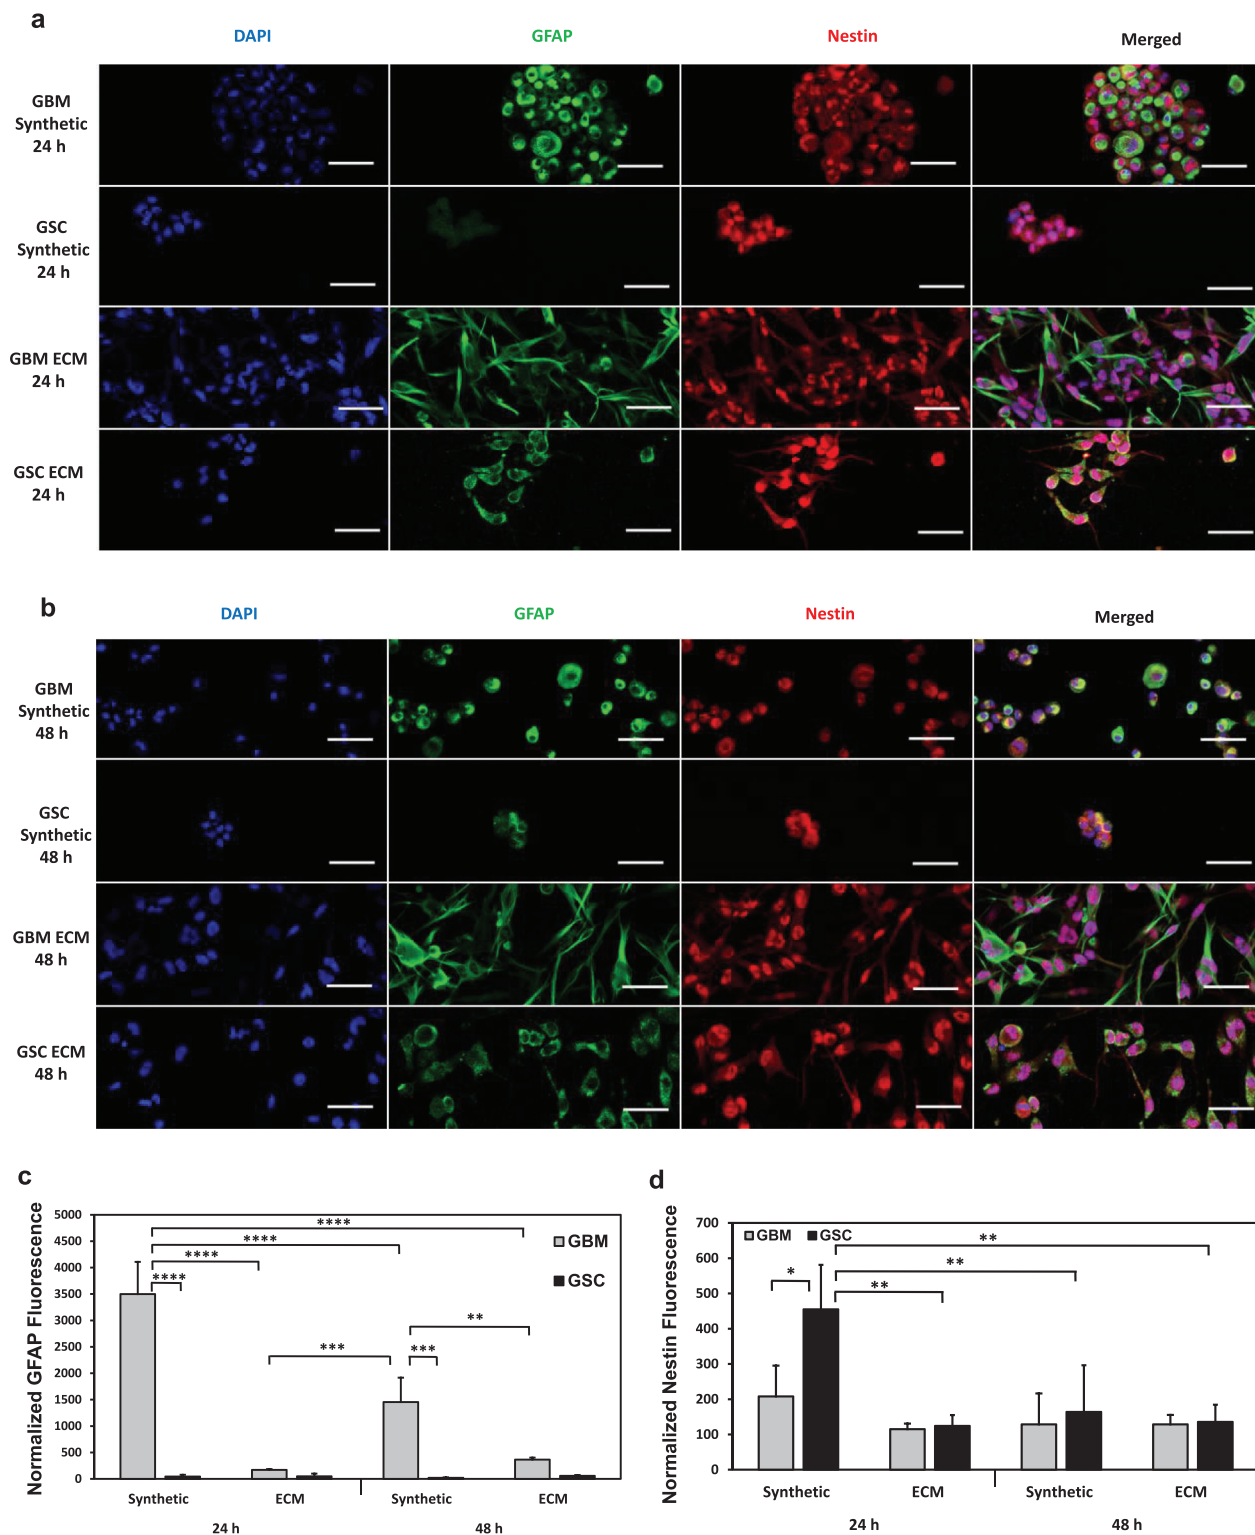 a
DAPI GFAP Nestin Merged
GBM
Synthetic
24 h
GSC
Synthetic
24 h
GBM ECM
24 h
GSC ECM
24 h
b
DAPI GFAP Nestin Merged
GBM
Synthetic
48 h
GSC
Synthetic
48 h
GBM ECM
48 h
GSC ECM
48 h
c
Normalized GFAP Fluorescence
5000
4500
4000
3500
3000
2500
2000
1500
1000
500
0
****
****
****
****
***
***
**
GBM
GSC
Synthetic ECM Synthetic ECM
24 h 48 h
d
Normalized Nestin Fluorescence
700
600
500
400
300
200
100
0
GBM GSC
*
**
**
**
Synthetic ECM Synthetic ECM
24 h 48 h